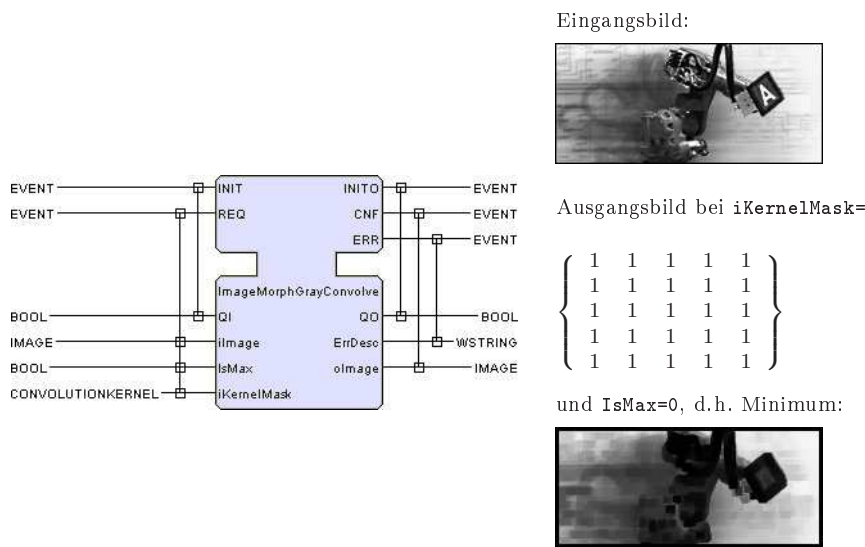 EVENT INIT INITO EVENT
EVENT REQ CNF EVENT
ERR EVENT
ImageMorphGrayConvolve
BOOL QI QO BOOL
IMAGE iImage ErrDesc WSTRING
BOOL IsMax oImage IMAGE
CONVOLUTIONKERNEL iKernelMask
Eingangsbild:
A
Ausgangsbild bei iKernelMask=
1 1 1 1 1
1 1 1 1 1
1 1 1 1 1
1 1 1 1 1
1 1 1 1 1
und IsMax=0, d.h. Minimum: